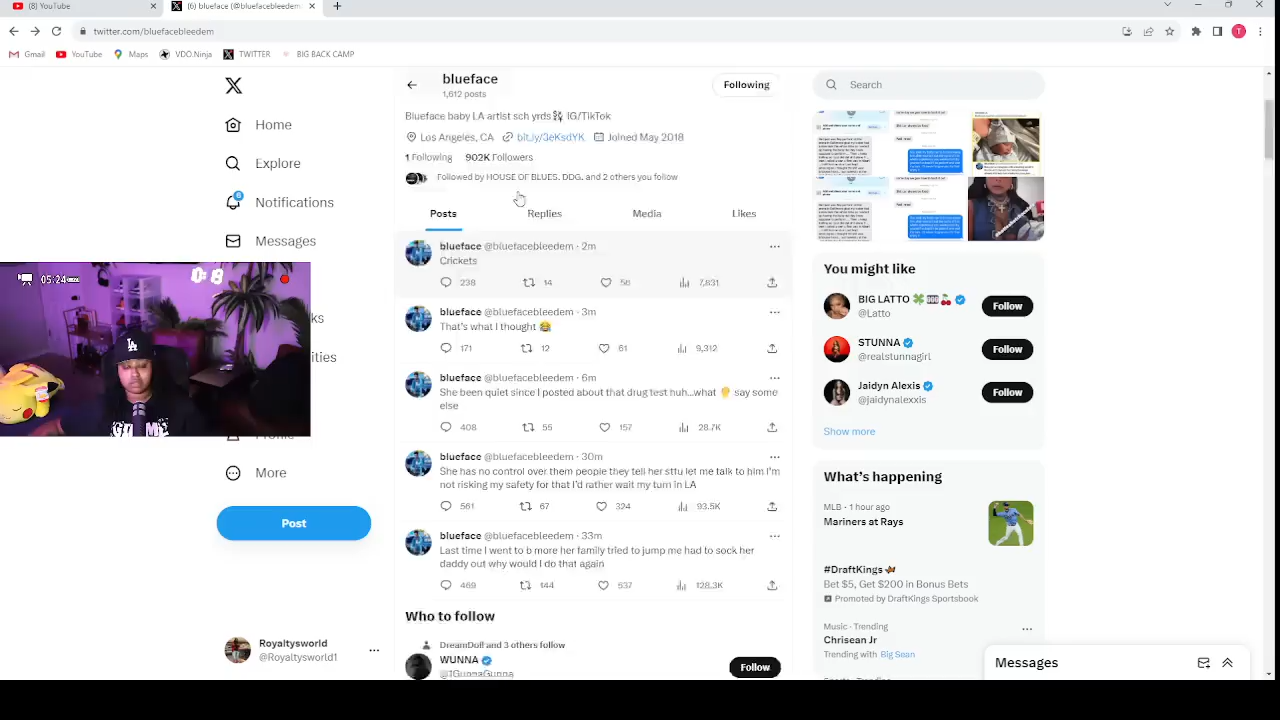 (8) YouTube
(6) blueface (@bluefacebleedem
twitter.com/bluefacebleedem
Gmail
YouTube
Maps
VDO.Ninja
TWITTER
BIG BACK CAMP
T
X
Home
Explore
Notifications
Messages
05:24
ks
ities
More
Post
Royaltysworld
@Royaltysworld1
blueface
1,612 posts
Following
Blueface baby LA artist sch yrds IG/TikTok
Los Angeles, CA bit.ly/3eKsdYK Joined May 2018
1 Following 902K Followers
Posts
Replies
Media
Likes
blueface @bluefacebleedem · 2m
Crickets
238 14 56 7,831
blueface @bluefacebleedem · 3m
That's what I thought 😂
171 12 61 9,312
blueface @bluefacebleedem · 6m
She been quiet since I posted about that drug test huh...what ✋ say some
else
408 55 157 28.7K
blueface @bluefacebleedem · 30m
She has no control over them people they tell her sttu let me talk to him I'm
not risking my safety for that I'd rather wait my turn in LA
561 67 324 93.5K
blueface @bluefacebleedem · 33m
Last time I went to b more her family tried to jump me had to sock her
daddy out why would I do that again
469 144 537 128.3K
Who to follow
DreamDoll and 3 others follow
WUNNA
@1GunnaGunna
Follow
Search
You might like
BIG LATTO 🍀🎰🍒
@Latto
Follow
STUNNA
@realstunnagirl
Follow
Jaidyn Alexis
@jaidynalexxis
Follow
Show more
What's happening
MLB · 1 hour ago
Mariners at Rays
#DraftKings
Bet $5, Get $200 in Bonus Bets
Promoted by DraftKings Sportsbook
Music · Trending
Chrisean Jr
Trending with Big Sean
Messages